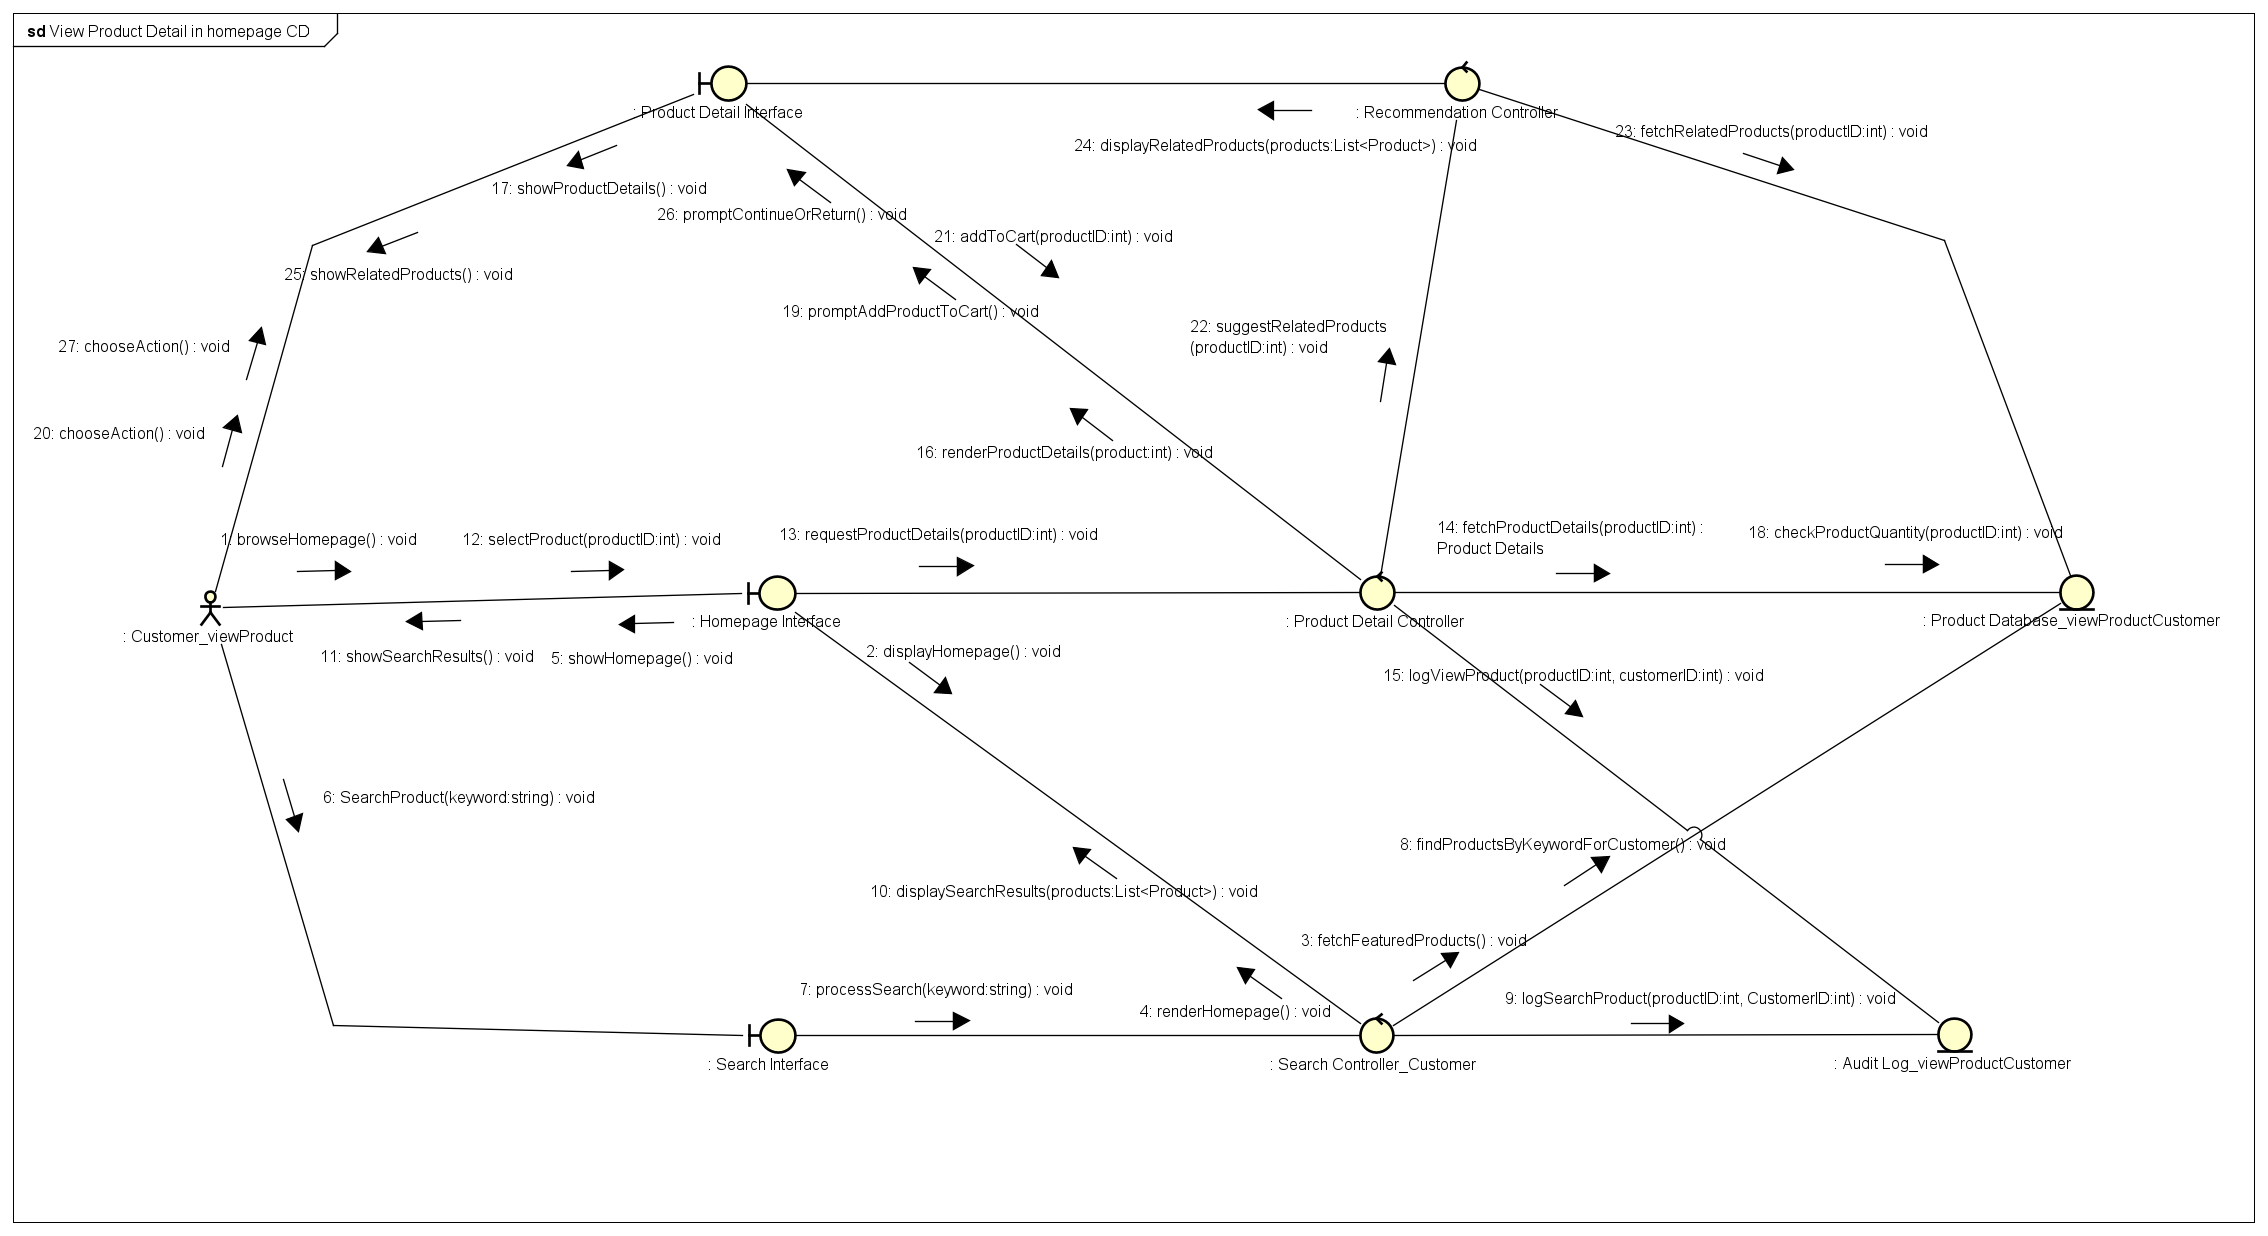 sd View Product Detail in homepage CD
: Product Detail Interface
: Recommendation Controller
23: fetchRelatedProducts(productID:int) : void
24: displayRelatedProducts(products:List<Product>) : void
17: showProductDetails() : void
26: promptContinueOrReturn() : void
21: addToCart(productID:int) : void
25: showRelatedProducts() : void
19: promptAddProductToCart() : void
22: suggestRelatedProducts
(productID:int) : void
27: chooseAction() : void
20: chooseAction() : void
16: renderProductDetails(product:int) : void
1: browseHomepage() : void
12: selectProduct(productID:int) : void
13: requestProductDetails(productID:int) : void
14: fetchProductDetails(productID:int) :
Product Details
18: checkProductQuantity(productID:int) : void
: Customer_viewProduct
: Homepage Interface
: Product Detail Controller
: Product Database_viewProductCustomer
11: showSearchResults() : void
5: showHomepage() : void
2: displayHomepage() : void
15: logViewProduct(productID:int, customerID:int) : void
6: SearchProduct(keyword:string) : void
8: findProductsByKeywordForCustomer() : void
10: displaySearchResults(products:List<Product>) : void
3: fetchFeaturedProducts() : void
7: processSearch(keyword:string) : void
4: renderHomepage() : void
9: logSearchProduct(productID:int, CustomerID:int) : void
: Search Interface
: Search Controller_Customer
: Audit Log_viewProductCustomer